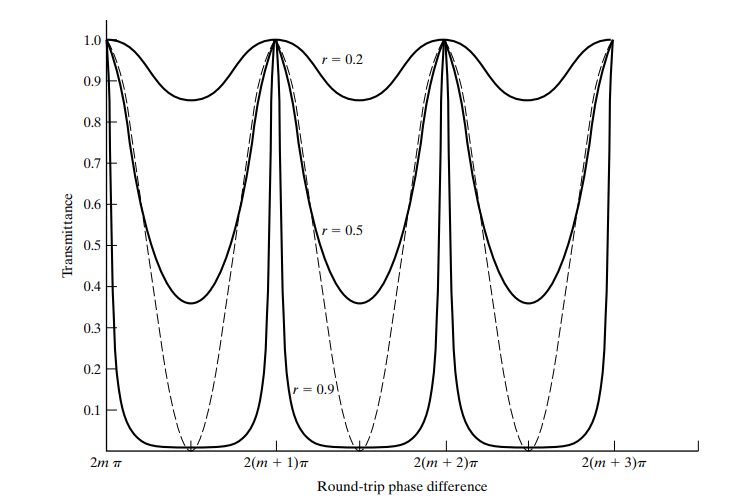 1.0
r = 0.2
0.9
0.8
0.7
0.6
r = 0.5
0.5
0.4
0.3
0.2
r = 0.9
0.1
Transmittance
2m π
2(m + 1)π
2(m + 2)π
2(m + 3)π
Round-trip phase difference